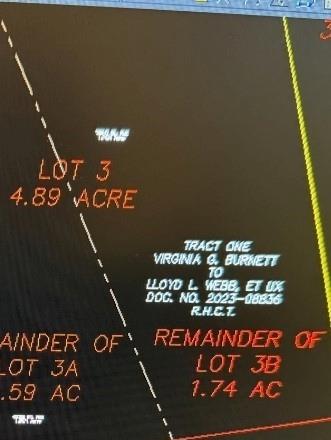 LOT 3
4.89 ACRE
TRACT ONE
VIRGINIA G. BURNETT
TO
LLOYD L. WEBB, ET UX
DOC. NO. 2023-08836
R.H.C.T.
AINDER OF
LOT 3A
.59 AC
REMAINDER OF
LOT 3B
1.74 AC